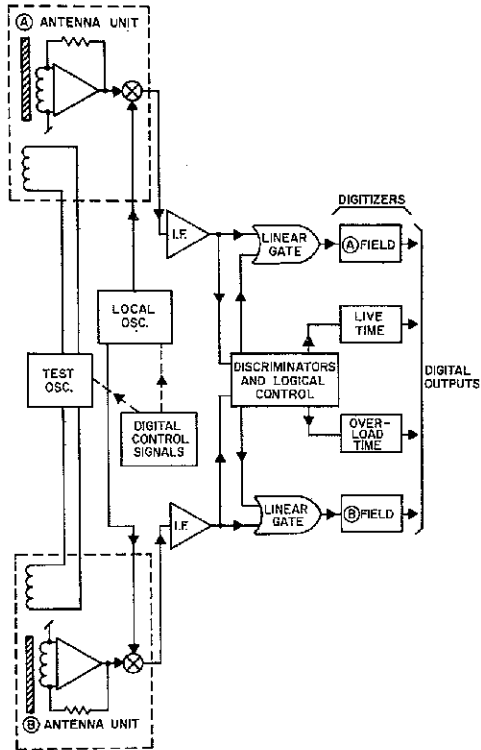 Ⓐ ANTENNA UNIT
DIGITIZERS
I.F.
LINEAR
GATE
Ⓐ FIELD
LOCAL
OSC.
LIVE
TIME
TEST
OSC.
DISCRIMINATORS
AND LOGICAL
CONTROL
DIGITAL
OUTPUTS
DIGITAL
CONTROL
SIGNALS
OVER-
LOAD TIME
I.F.
LINEAR
GATE
Ⓑ FIELD
Ⓑ ANTENNA UNIT